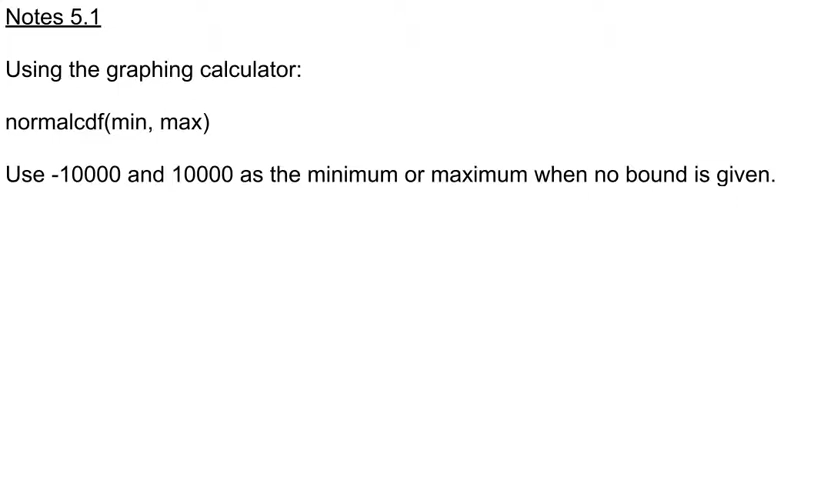 Notes 5.1
Using the graphing calculator:
normalcdf(min, max)
Use -10000 and 10000 as the minimum or maximum when no bound is given.